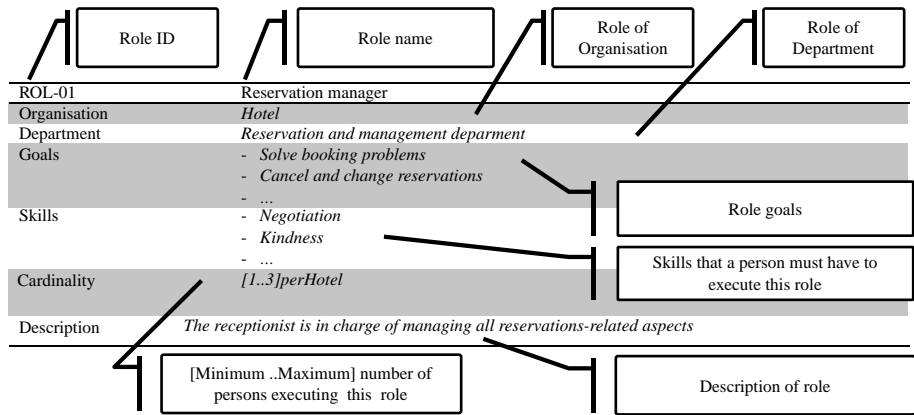 Role ID
Role name
Role of
Organisation
Role of
Department
ROL-01 Reservation manager
Organisation Hotel
Department Reservation and management deparment
Goals - Solve booking problems
- Cancel and change reservations
- ...
Role goals
Skills - Negotiation
- Kindness
- ...
Skills that a person must have to
execute this role
Cardinality [1..3]perHotel
Description The receptionist is in charge of managing all reservations-related aspects
[Minimum ..Maximum] number of
persons executing this role
Description of role